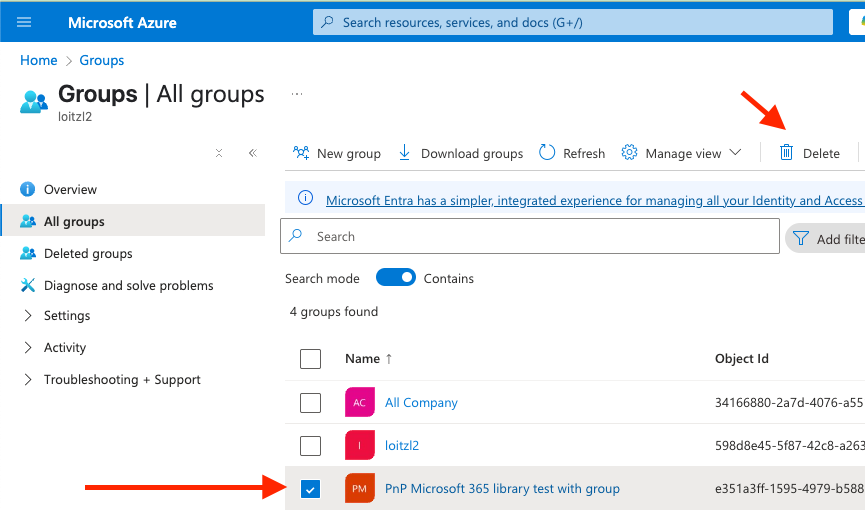 Microsoft Azure
Search resources, services, and docs (G+/)
Home > Groups
Groups | All groups ...
loitzl2
New group Download groups Refresh Manage view Delete
Overview
All groups
Deleted groups
Diagnose and solve problems
Settings
Activity
Troubleshooting + Support
Microsoft Entra has a simpler, integrated experience for managing all your Identity and Access
Search
Add filte
Search mode Contains
4 groups found
Name ↑ Object Id
AC All Company 34166880-2a7d-4076-a55
l loitzl2 598d8e45-5f87-42c8-a263
PM PnP Microsoft 365 library test with group e351a3ff-1595-4979-b588